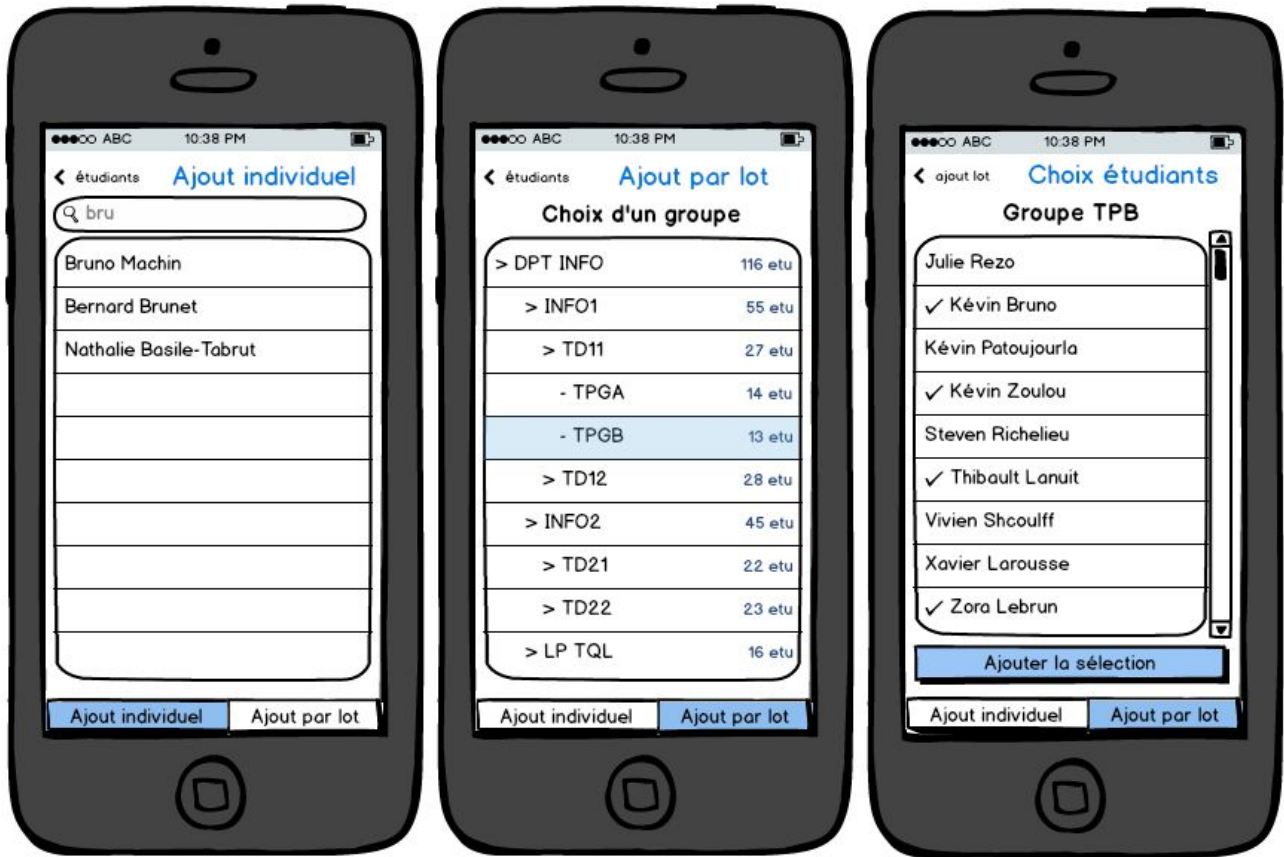 ABC 10:38 PM
< étudiants Ajout individuel
bru
Bruno Machin
Bernard Brunet
Nathalie Basile-Tabrut
Ajout individuel Ajout par lot
ABC 10:38 PM
< étudiants Ajout par lot
Choix d'un groupe
> DPT INFO 116 etu
> INFO1 55 etu
> TD11 27 etu
- TPGA 14 etu
- TPGB 13 etu
> TD12 28 etu
> INFO2 45 etu
> TD21 22 etu
> TD22 23 etu
> LP TQL 16 etu
Ajout individuel Ajout par lot
ABC 10:38 PM
< ajout lot Choix étudiants
Groupe TPB
Julie Rezo
✓ Kévin Bruno
Kévin Patoujourla
✓ Kévin Zoulou
Steven Richelieu
✓ Thibault Lanuit
Vivien Shcoulff
Xavier Larousse
✓ Zora Lebrun
Ajouter la sélection
Ajout individuel Ajout par lot